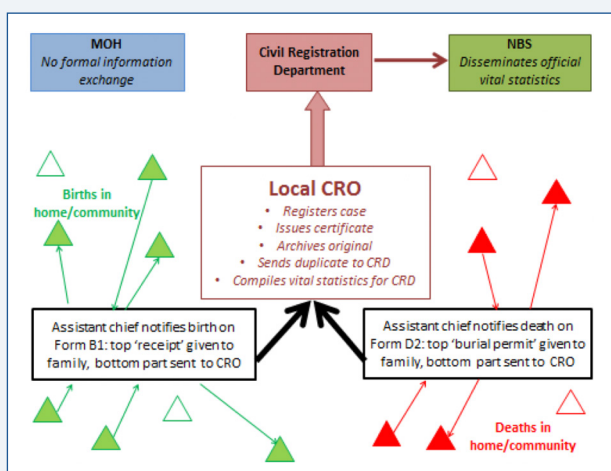 MOH
No formal information
exchange
Civil Registration
Department
NBS
Disseminates official
vital statistics
Births in
home/community
Local CRO
• Registers case
• Issues certificate
• Archives original
• Sends duplicate to CRD
• Compiles vital statistics for CRD
Assistant chief notifies birth on
Form B1: top ‘receipt’ given to
family, bottom part sent to CRO
Assistant chief notifies death on
Form D2: top ‘burial permit’ given to
family, bottom part sent to CRO
Deaths in
home/community